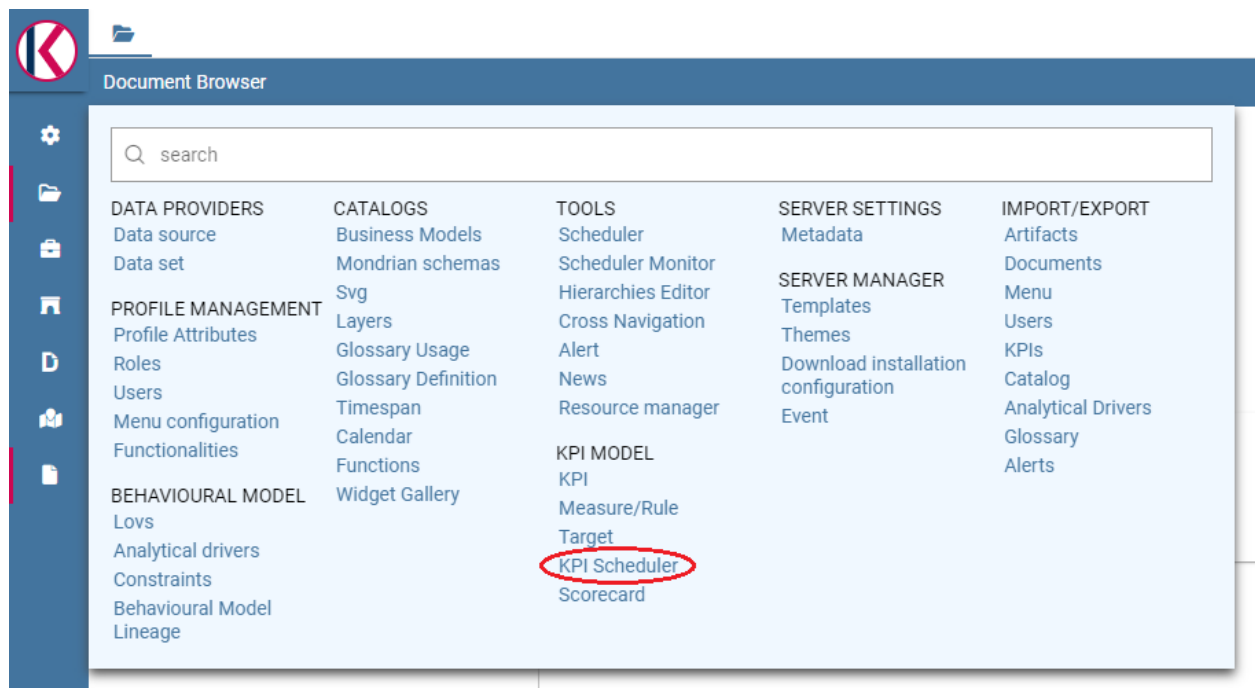 Document Browser
search
DATA PROVIDERS
Data source
Data set
PROFILE MANAGEMENT
Profile Attributes
Roles
Users
Menu configuration
Functionalities
BEHAVIOURAL MODEL
Lovs
Analytical drivers
Constraints
Behavioural Model
Lineage
CATALOGS
Business Models
Mondrian schemas
Svg
Layers
Glossary Usage
Glossary Definition
Timespan
Calendar
Functions
Widget Gallery
TOOLS
Scheduler
Scheduler Monitor
Hierarchies Editor
Cross Navigation
Alert
News
Resource manager
KPI MODEL
KPI
Measure/Rule
Target
KPI Scheduler
Scorecard
SERVER SETTINGS
Metadata
SERVER MANAGER
Templates
Themes
Download installation
configuration
Event
IMPORT/EXPORT
Artifacts
Documents
Menu
Users
KPIs
Catalog
Analytical Drivers
Glossary
Alerts